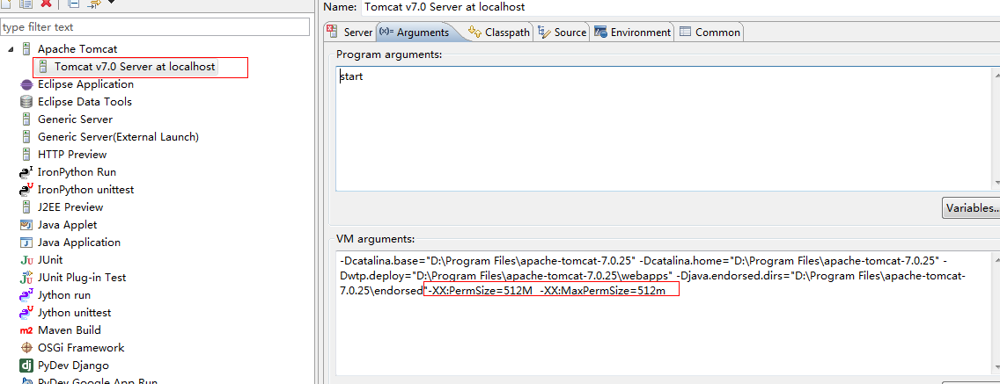 Name: Tomcat v7.0 Server at localhost
type filter text
Server Arguments Classpath Source Environment Common
Apache Tomcat
Tomcat v7.0 Server at localhost
Eclipse Application
Eclipse Data Tools
Generic Server
Generic Server(External Launch)
HTTP Preview
IronPython Run
IronPython unittest
J2EE Preview
Java Applet
Java Application
JUnit
JUnit Plug-in Test
Jython run
Jython unittest
Maven Build
OSGi Framework
PyDev Django
PyDev Google App Run
Program arguments:
start
Variables...
VM arguments:
-Dcatalina.base="D:\Program Files\apache-tomcat-7.0.25" -Dcatalina.home="D:\Program Files\apache-tomcat-7.0.25" -
Dwtp.deploy="D:\Program Files\apache-tomcat-7.0.25\webapps" -Djava.endorsed.dirs="D:\Program Files\apache-tomcat-
7.0.25\endorsed"-XX:PermSize=512M -XX:MaxPermSize=512m